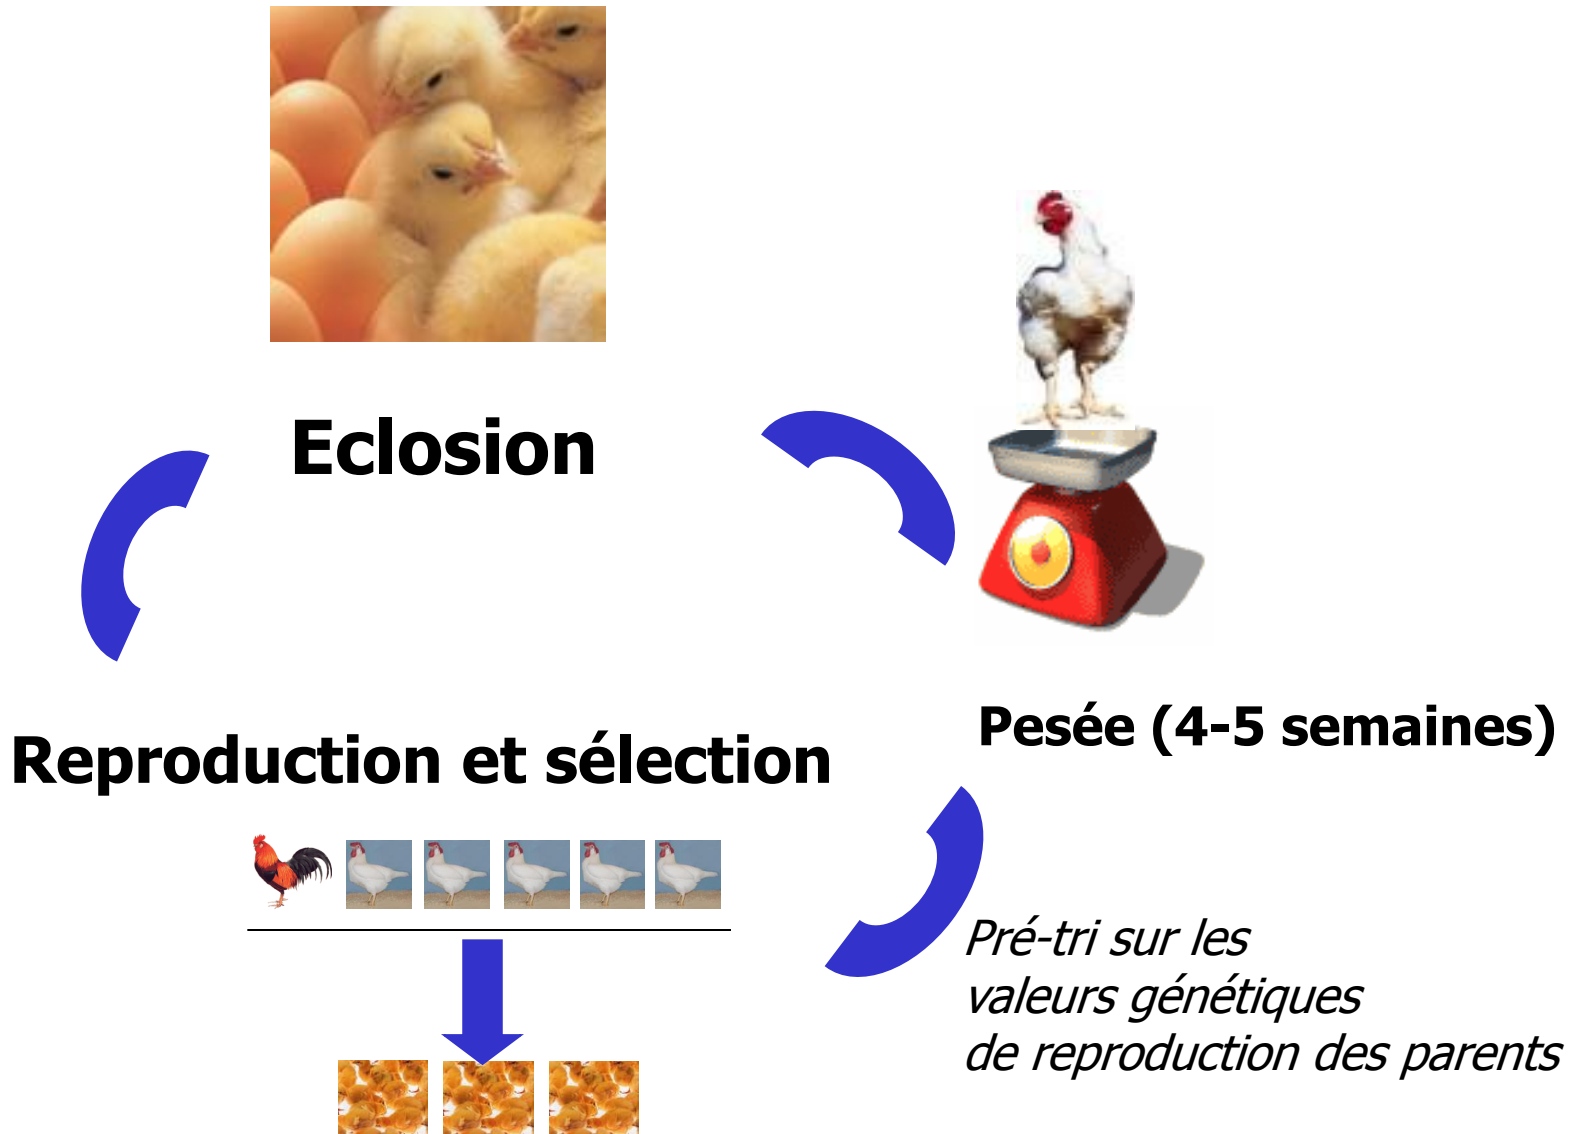 Eclosion
Pesée (4-5 semaines)
Reproduction et sélection
Pré-tri sur les
valeurs génétiques
de reproduction des parents